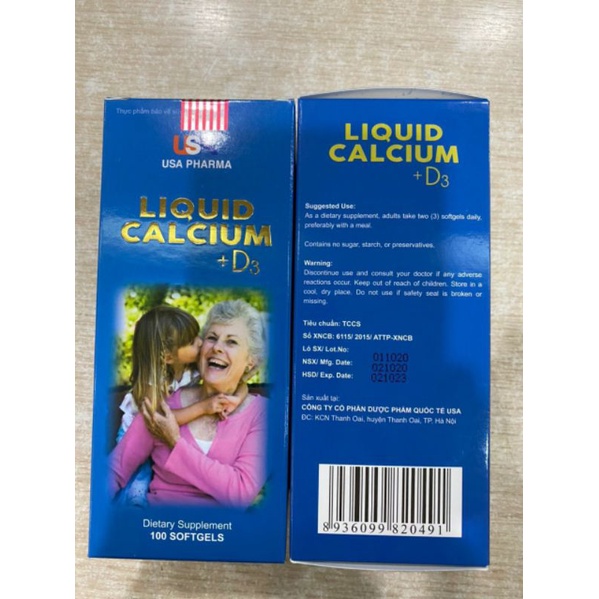 Thực phẩm bảo vệ sức
US
USA PHARMA
LIQUID
CALCIUM
+D3
Dietary Supplement
100 SOFTGELS
LIQUID
CALCIUM
+D3
Suggested Use:
As a dietary supplement, adults take two (3) softgels daily,
preferably with a meal.
Contains no sugar, starch, or preservatives.
Warning:
Discontinue use and consult your doctor if any adverse
reactions occur. Keep out of reach of children. Store in a
cool, dry place. Do not use if safety seal is broken or
missing.
Tiêu chuẩn: TCCS
Số XNCB: 6115/ 2015/ ATTP-XNCB
Lô SX/ Lot.No: 011020
NSX/ Mfg. Date: 021020
HSD/ Exp. Date: 021023
Sản xuất tại:
CÔNG TY CỔ PHẦN DƯỢC PHẨM QUỐC TẾ USA
ĐC: KCN Thanh Oai, huyện Thanh Oai, TP. Hà Nội
8 936099 820491